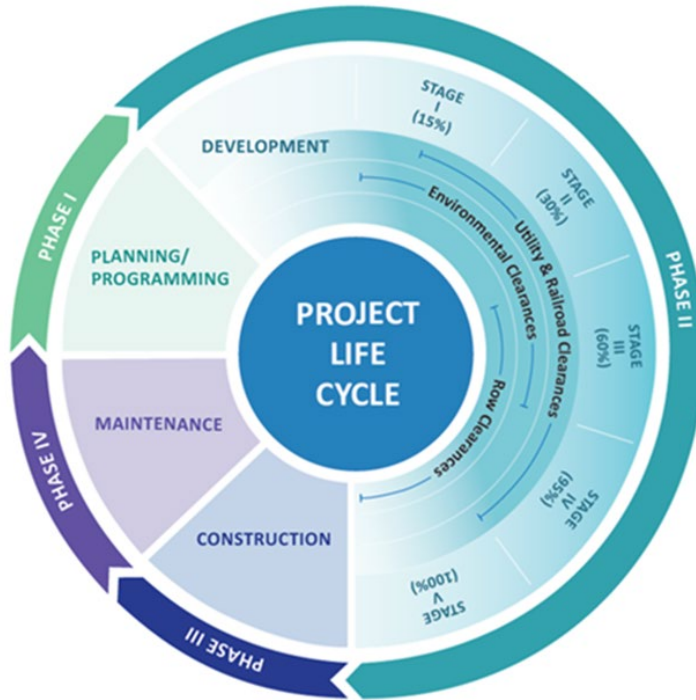 PROJECT
LIFE
CYCLE
PHASE I
PLANNING/
PROGRAMMING
PHASE II
DEVELOPMENT
STAGE
I
(15%)
STAGE
II
(30%)
STAGE
III
(60%)
STAGE
IV
(95%)
STAGE
V
(100%)
Environmental Clearances
Utility & Railroad Clearances
Row Clearances
PHASE III
CONSTRUCTION
PHASE IV
MAINTENANCE